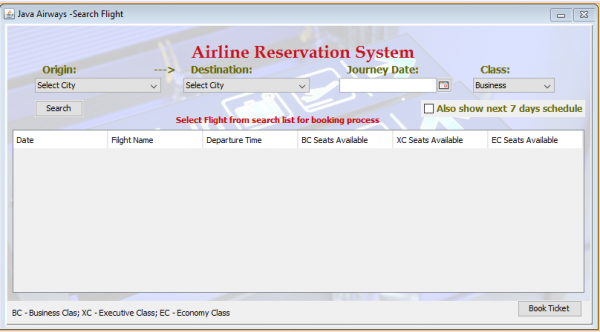 Java Airways -Search Flight
Airline Reservation System
Origin: ---> Destination: Journey Date: Class:
Select City Select City Business
Search Also show next 7 days schedule
Select Flight from search list for booking process
Date Flight Name Departure Time BC Seats Available XC Seats Available EC Seats Available
BC - Business Clas; XC - Executive Class; EC - Economy Class
Book Ticket